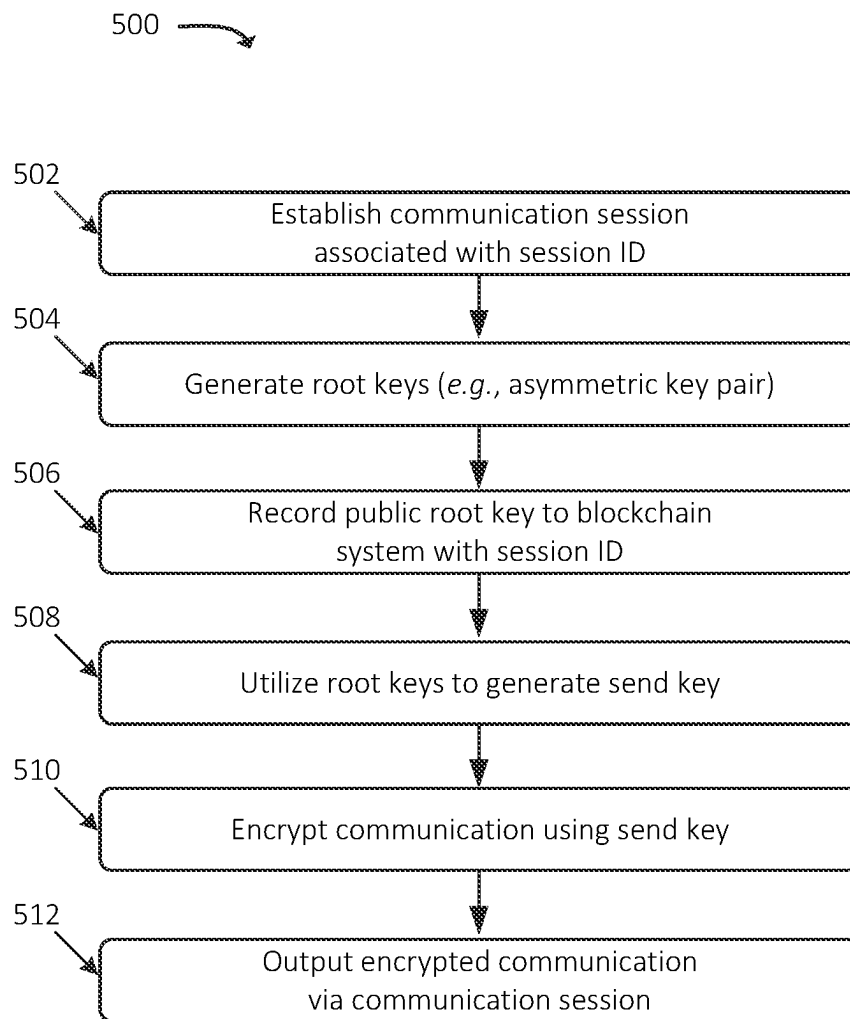 500
502
Establish communication session
associated with session ID
504
Generate root keys (e.g., asymmetric key pair)
506
Record public root key to blockchain
system with session ID
508
Utilize root keys to generate send key
510
Encrypt communication using send key
512
Output encrypted communication
via communication session